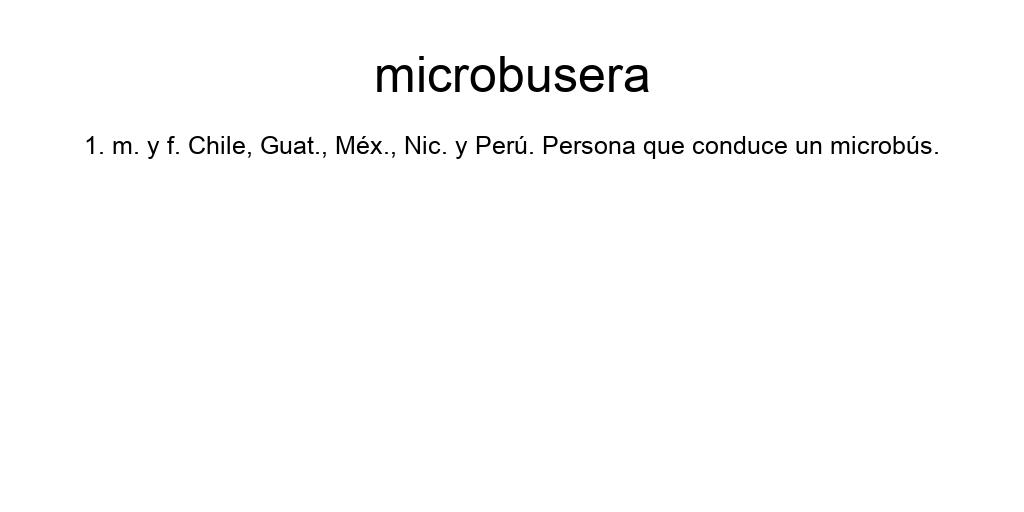 microbusera
1. m. y f. Chile, Guat., Méx., Nic. y Perú. Persona que conduce un microbús.